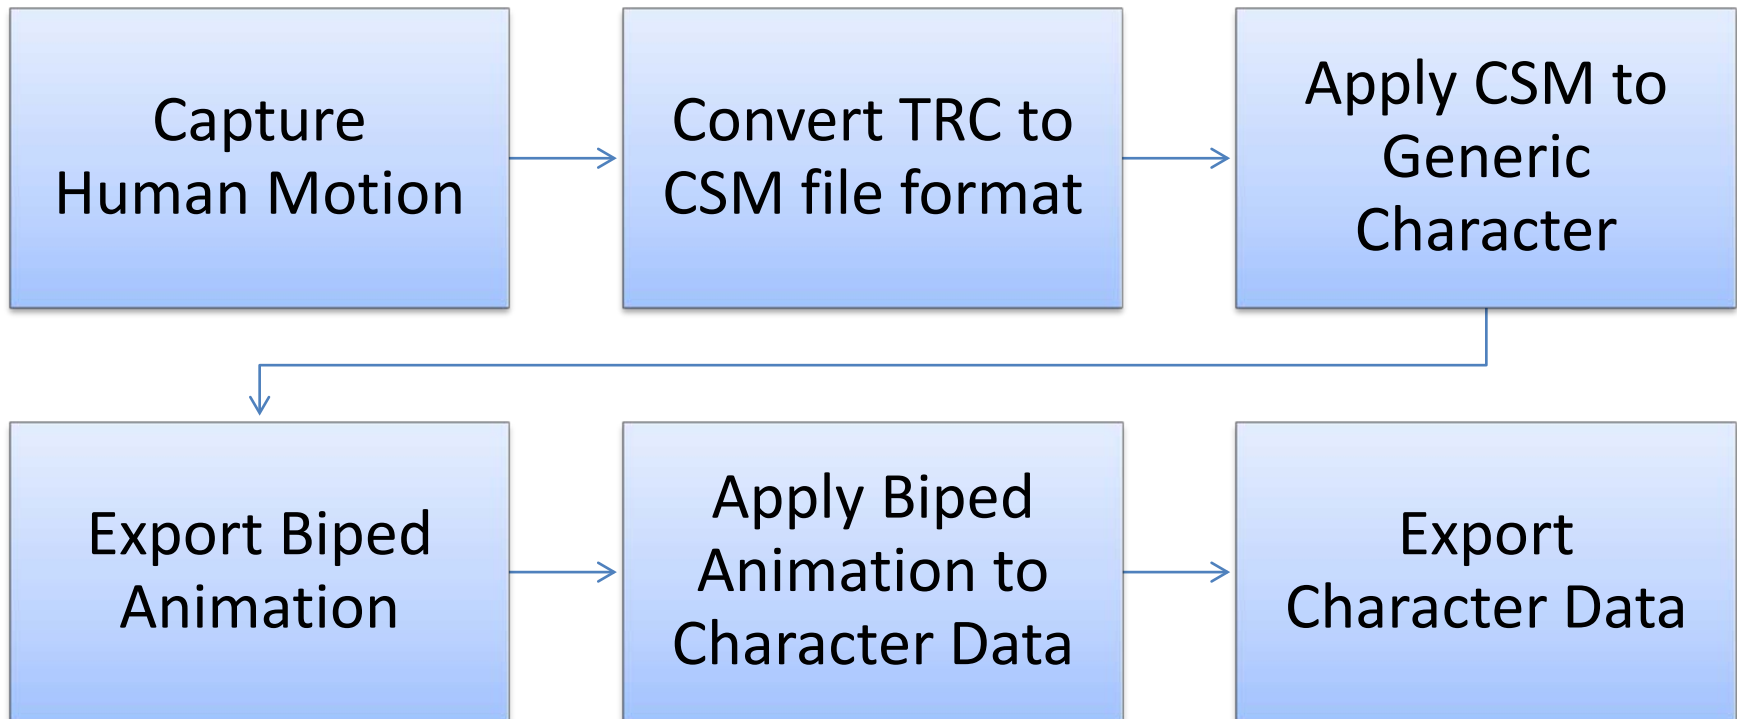 Capture
Human Motion
Convert TRC to
CSM file format
Apply CSM to
Generic
Character
Export Biped
Animation
Apply Biped
Animation to
Character Data
Export
Character Data